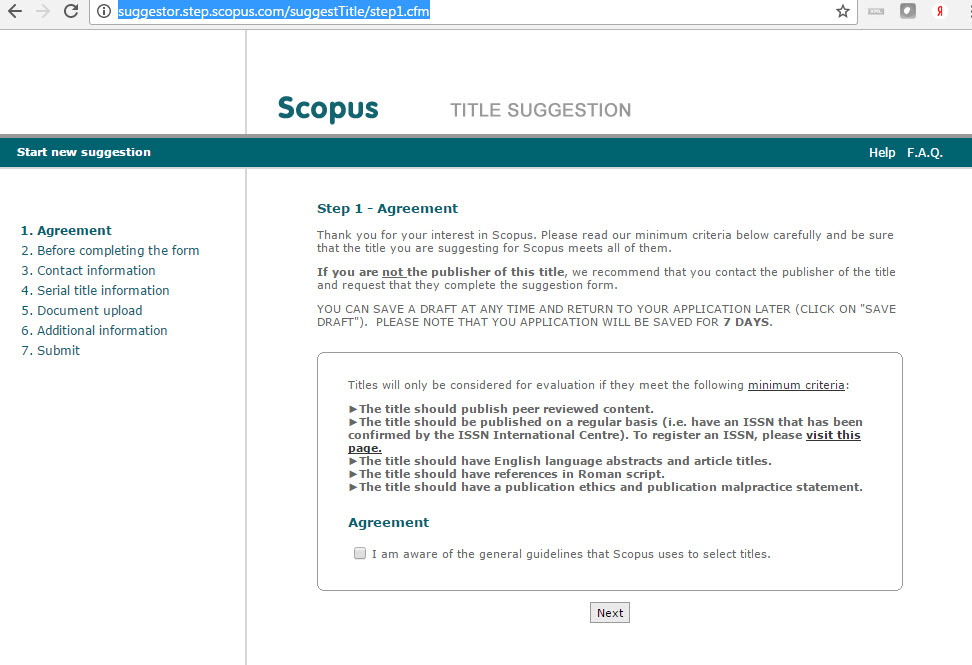 suggestor.step.scopus.com/suggestTitle/step1.cfm
Scopus
TITLE SUGGESTION
Start new suggestion
Help F.A.Q.
1. Agreement
2. Before completing the form
3. Contact information
4. Serial title information
5. Document upload
6. Additional information
7. Submit
Step 1 - Agreement
Thank you for your interest in Scopus. Please read our minimum criteria below carefully and be sure
that the title you are suggesting for Scopus meets all of them.
If you are not the publisher of this title, we recommend that you contact the publisher of the title
and request that they complete the suggestion form.
YOU CAN SAVE A DRAFT AT ANY TIME AND RETURN TO YOUR APPLICATION LATER (CLICK ON "SAVE
DRAFT"). PLEASE NOTE THAT YOU APPLICATION WILL BE SAVED FOR 7 DAYS.
Titles will only be considered for evaluation if they meet the following minimum criteria:
►The title should publish peer reviewed content.
►The title should be published on a regular basis (i.e. have an ISSN that has been
confirmed by the ISSN International Centre). To register an ISSN, please visit this
page.
►The title should have English language abstracts and article titles.
►The title should have references in Roman script.
►The title should have a publication ethics and publication malpractice statement.
Agreement
I am aware of the general guidelines that Scopus uses to select titles.
Next